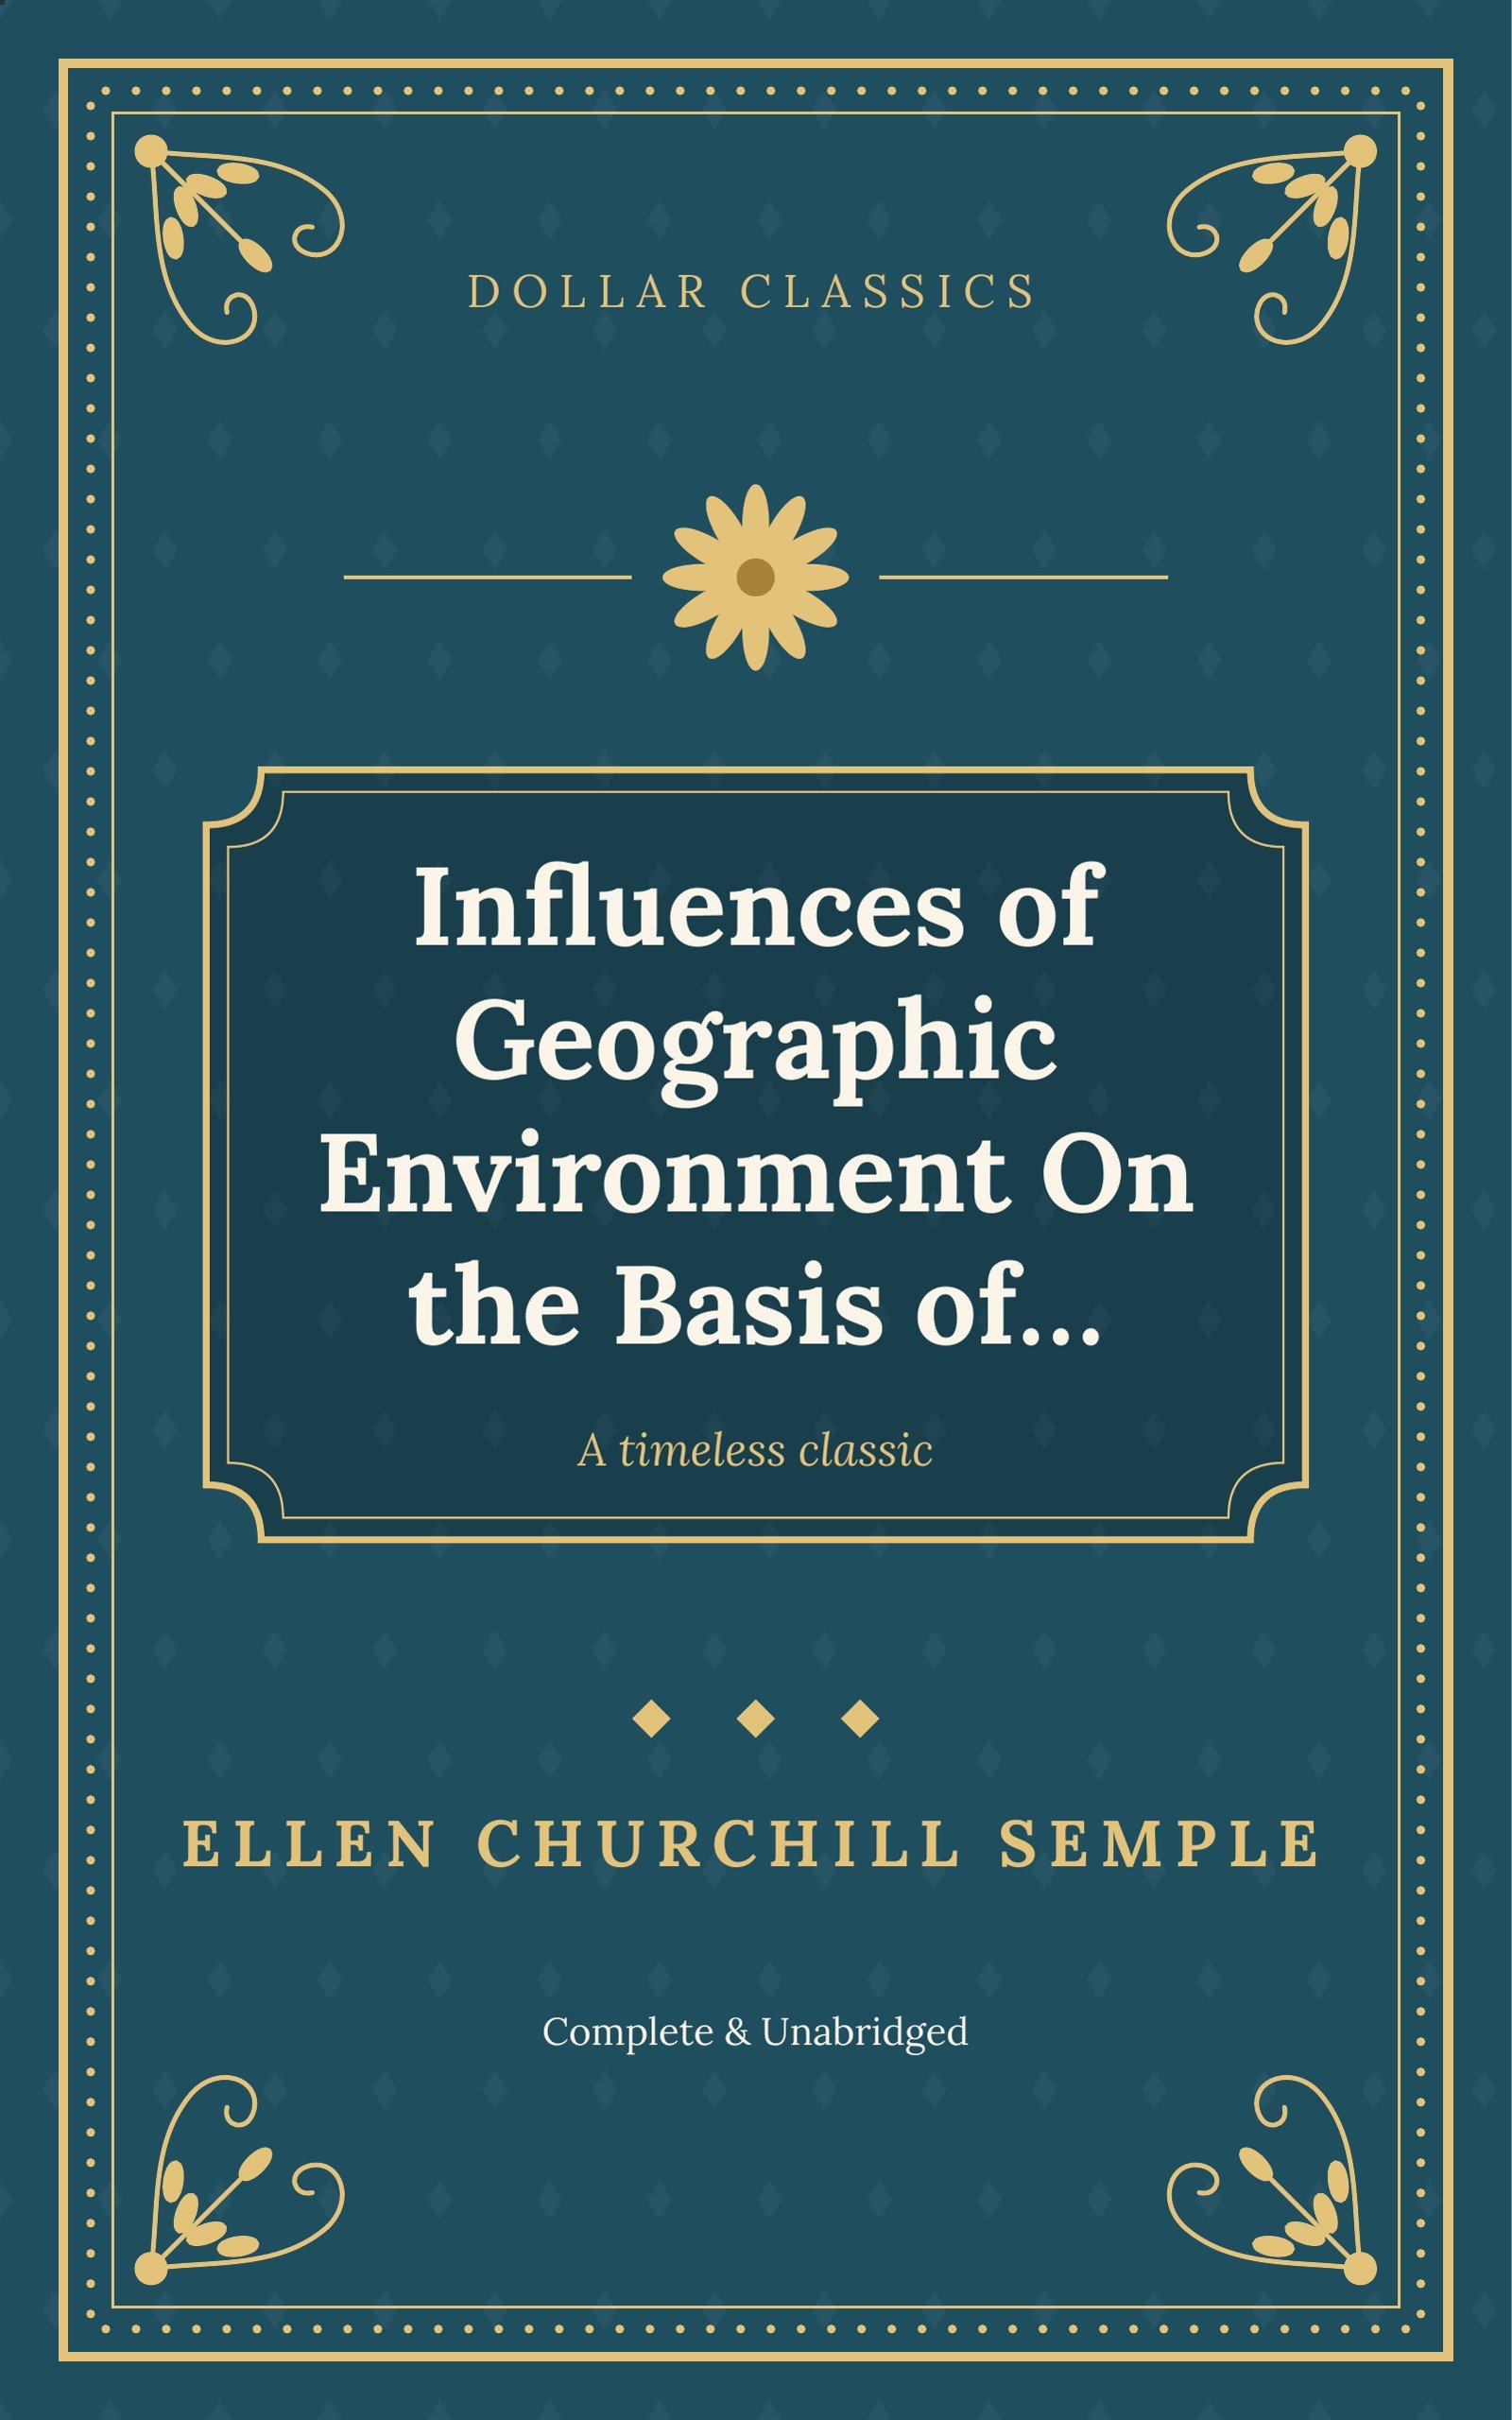 DOLLAR CLASSICS
Influences of
Geographic
Environment On
the Basis of...
A timeless classic
ELLEN CHURCHILL SEMPLE
Complete & Unabridged